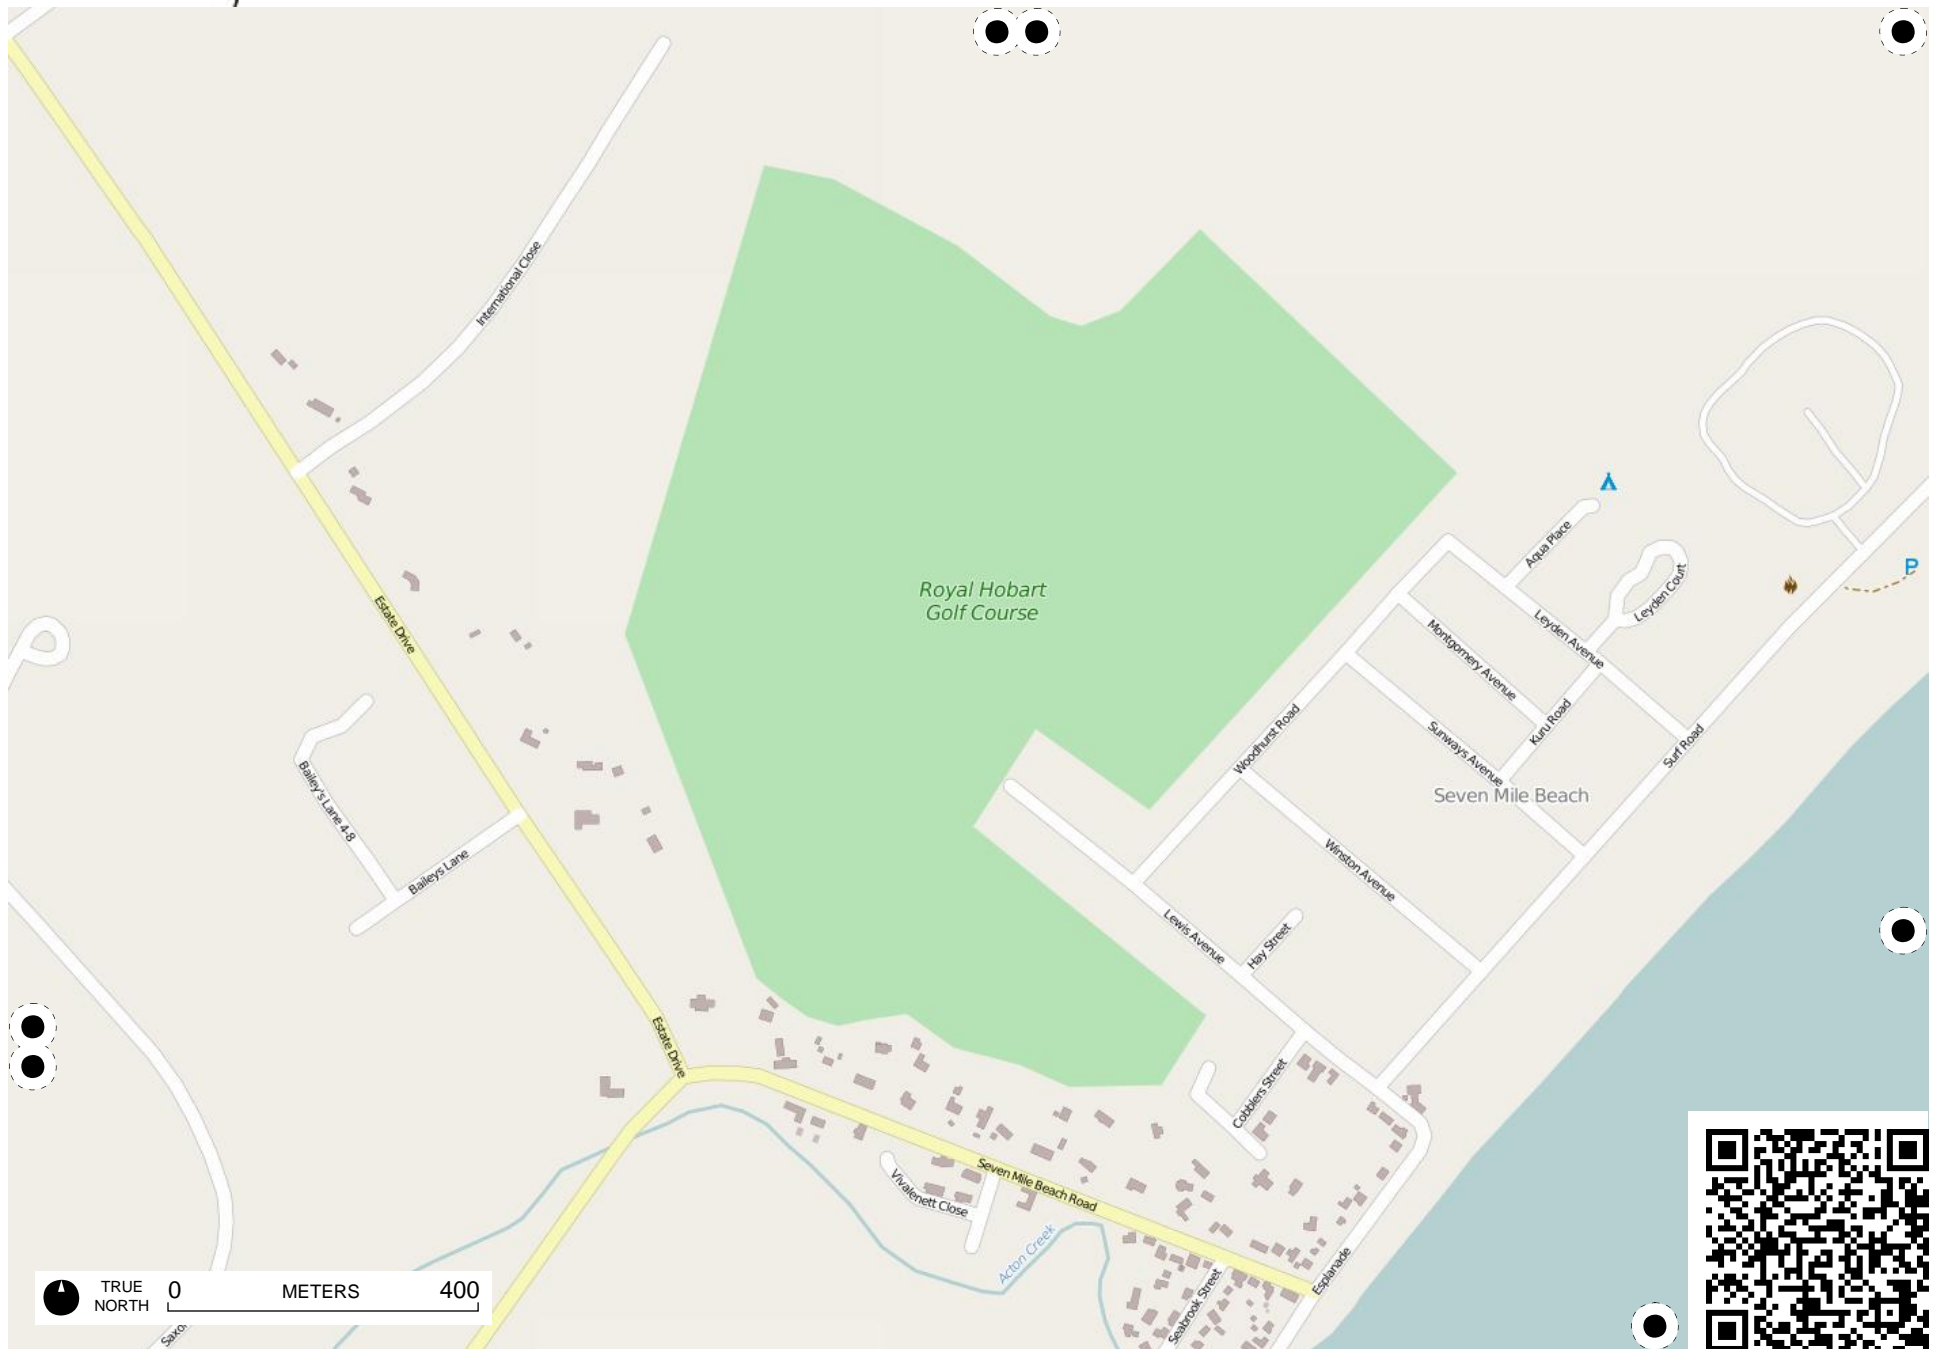 International Close
Estate Drive
Royal Hobart
Golf Course
Aqua Place
Leyden Court
Leyden Avenue
Montgomery Avenue
Kuru Road
Sunways Avenue
Woodhurst Road
Surf Road
P
Seven Mile Beach
Bailey's Lane 4-8
Baileys Lane
Winston Avenue
Lewis Avenue
Hay Street
Estate Drive
Cobblers Street
Seven Mile Beach Road
Vivalenett Close
Acton Creek
Esplanade
Seabrook Street
TRUE
NORTH
0 METERS 400